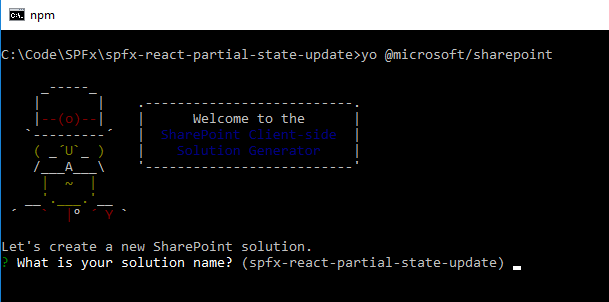 npm
C:\Code\SPFx\spfx-react-partial-state-update>yo @microsoft/sharepoint
Welcome to the
SharePoint Client-side
Solution Generator
Let's create a new SharePoint solution.
? What is your solution name? (spfx-react-partial-state-update)